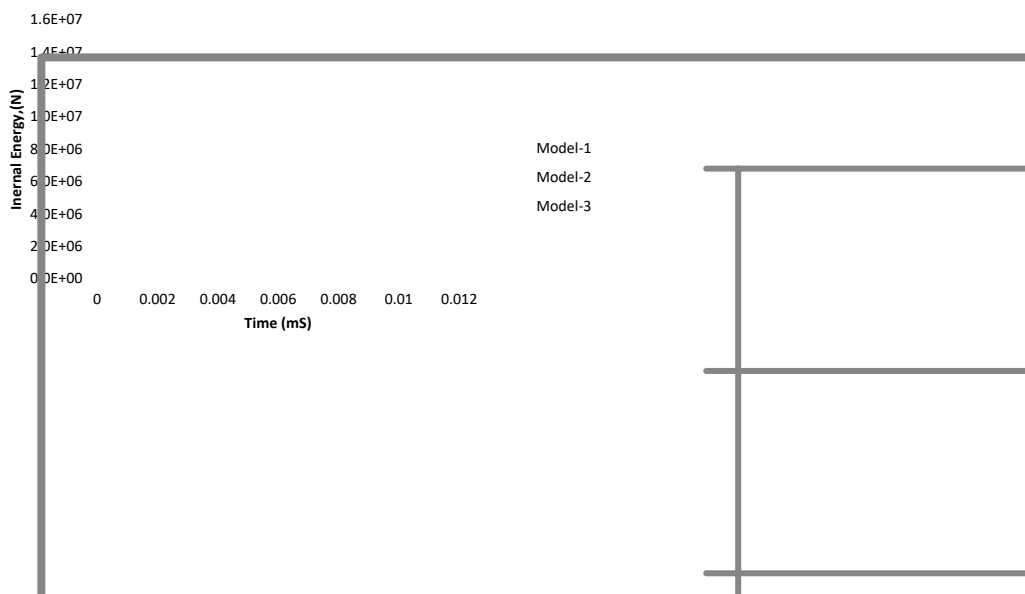 1.6E+07
1.4E+07
1.2E+07
1.0E+07
8.0E+06
6.0E+06
4.0E+06
2.0E+06
0.0E+00
Inernal Energy,(N)
0 0.002 0.004 0.006 0.008 0.01 0.012
Time (mS)
Model-1
Model-2
Model-3